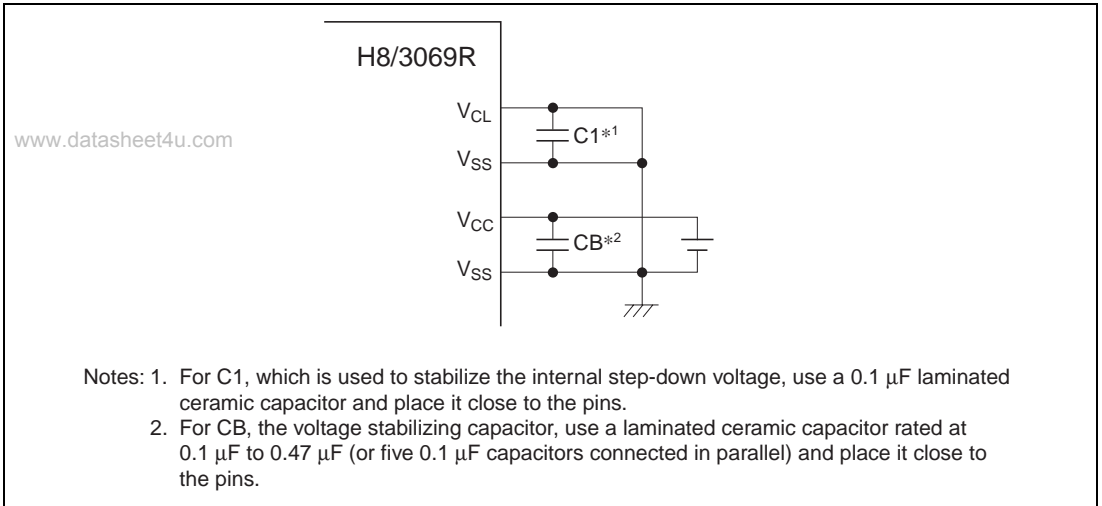 H8/3069R
VCL
www.datasheet4u.com
C1*1
VSS
VCC
CB*2
VSS
Notes: 1. For C1, which is used to stabilize the internal step-down voltage, use a 0.1 μF laminated
ceramic capacitor and place it close to the pins.
2. For CB, the voltage stabilizing capacitor, use a laminated ceramic capacitor rated at
0.1 μF to 0.47 μF (or five 0.1 μF capacitors connected in parallel) and place it close to
the pins.